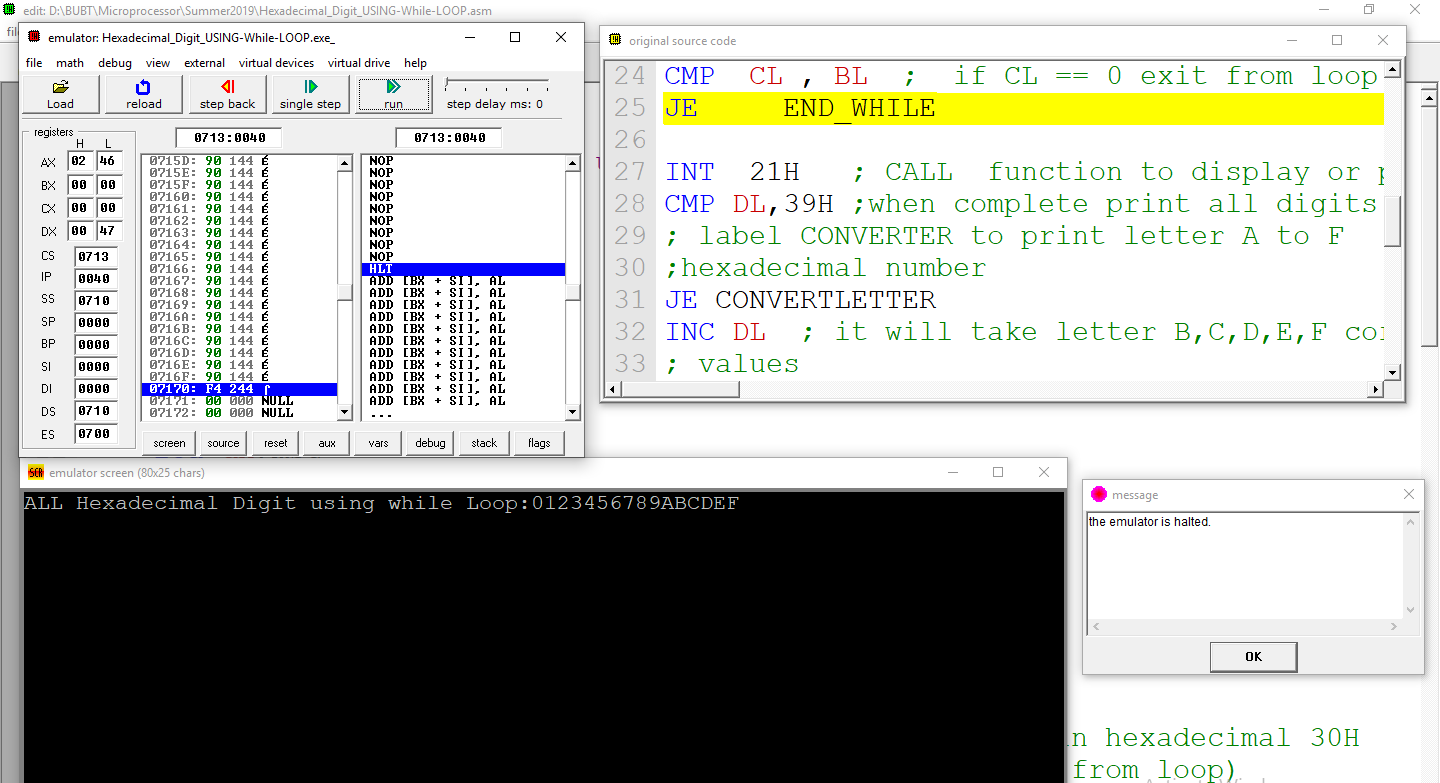 edit: D:\BUBT\Microprocessor\Summer2019\Hexadecimal_Digit_USING-While-LOOP.asm
emulator: Hexadecimal_Digit_USING-While-LOOP.exe_
file math debug view external virtual devices virtual drive help
Load reload step back single step run step delay ms: 0
registers
H L
AX 02 46
BX 00 00
CX 00 00
DX 00 47
CS 0713
IP 0040
SS 0710
SP 0000
BP 0000
SI 0000
DI 0000
DS 0710
ES 0700
0713:0040 0713:0040
0715D: 90 144 É
0715E: 90 144 É
0715F: 90 144 É
07160: 90 144 É
07161: 90 144 É
07162: 90 144 É
07163: 90 144 É
07164: 90 144 É
07165: 90 144 É
07166: 90 144 É
07167: 90 144 É
07168: 90 144 É
07169: 90 144 É
0716A: 90 144 É
0716B: 90 144 É
0716C: 90 144 É
0716D: 90 144 É
0716E: 90 144 É
0716F: 90 144 É
07170: F4 244 ⌠
07171: 00 000 NULL
07172: 00 000 NULL
NOP
NOP
NOP
NOP
NOP
NOP
NOP
NOP
NOP
HLT
ADD [BX + SI], AL
ADD [BX + SI], AL
ADD [BX + SI], AL
ADD [BX + SI], AL
ADD [BX + SI], AL
ADD [BX + SI], AL
ADD [BX + SI], AL
ADD [BX + SI], AL
ADD [BX + SI], AL
ADD [BX + SI], AL
ADD [BX + SI], AL
...
screen source reset aux vars debug stack flags
original source code
24 CMP CL , BL ; if CL == 0 exit from loop
25 JE END_WHILE
26
27 INT 21H ; CALL function to display or
28 CMP DL,39H ;when complete print all digits
29 ; label CONVERTER to print letter A to F
30 ;hexadecimal number
31 JE CONVERTLETTER
32 INC DL ; it will take letter B,C,D,E,F
33 ; values
emulator screen (80x25 chars)
ALL Hexadecimal Digit using while Loop:0123456789ABCDEF
message
the emulator is halted.
OK
n hexadecimal 30H
from loop)